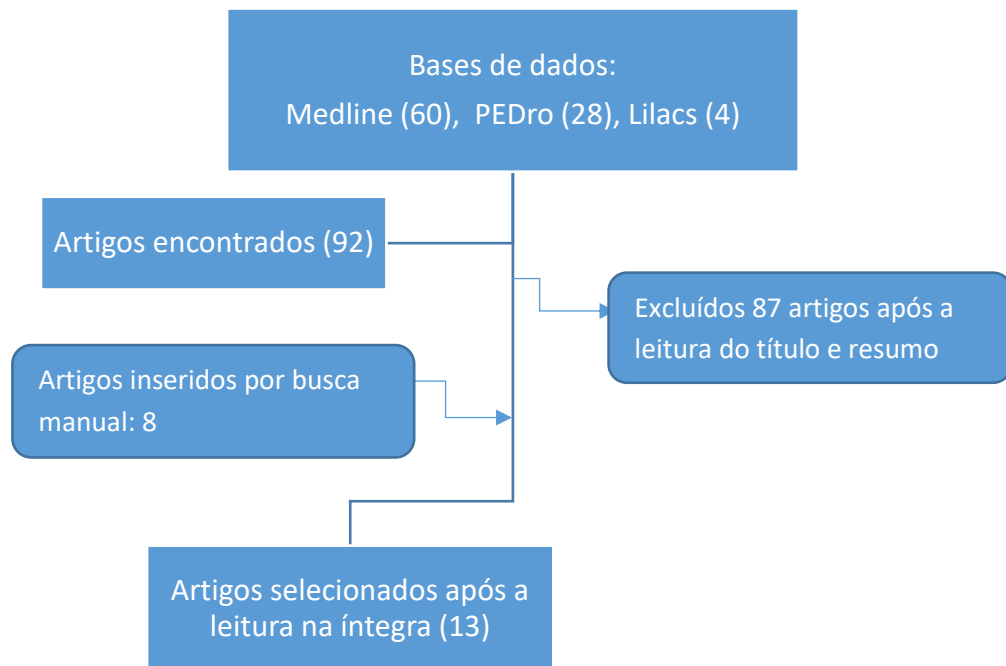 Bases de dados:
Medline (60), PEDro (28), Lilacs (4)
Artigos encontrados (92)
Excluídos 87 artigos após a
leitura do título e resumo
Artigos inseridos por busca
manual: 8
Artigos selecionados após a
leitura na íntegra (13)